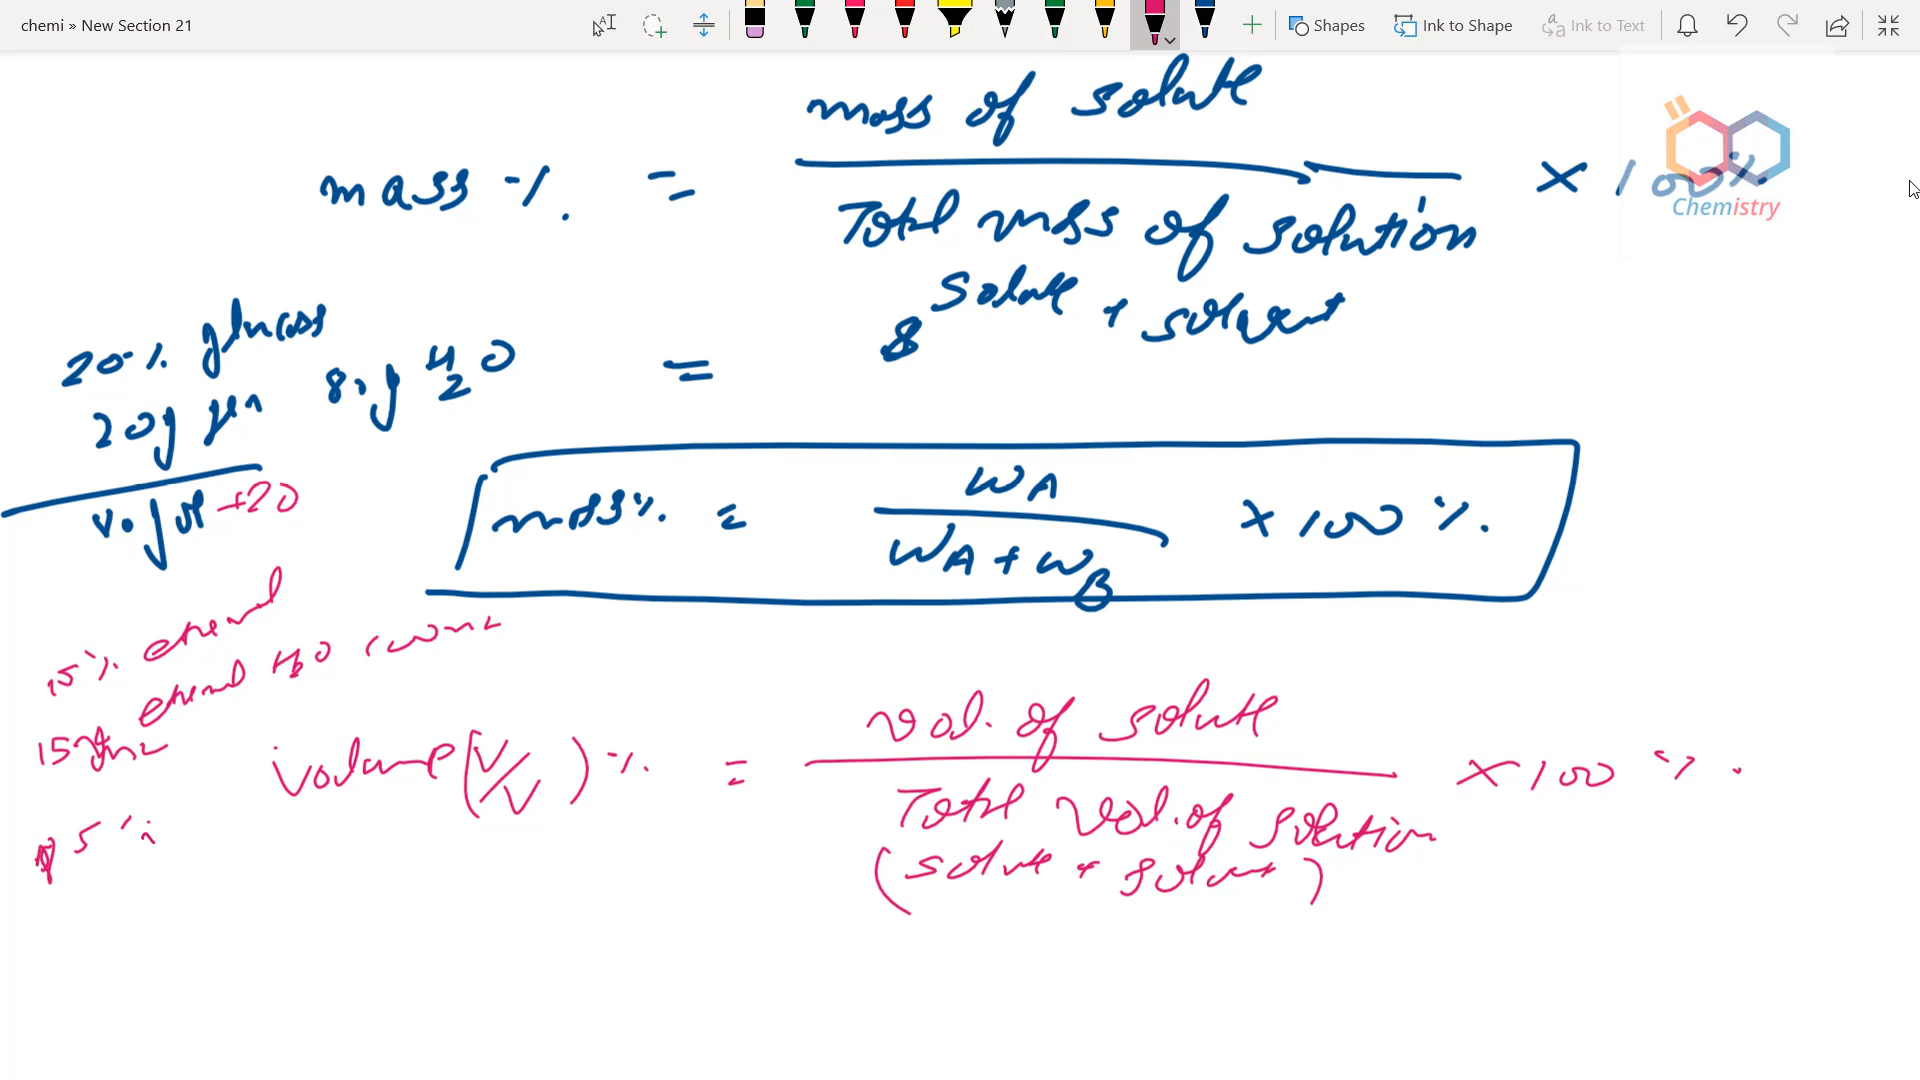 chemi » New Section 21
Shapes Ink to Shape Ink to Text
mass of solute
mass %. = × 100%
Total mass of solution
Chemistry
solute + solvent
20%. glucose
80g H2O =
20g
+20
WA
mass%. = × 100 %.
WA + WB
15% ethanol
ethanol H2O
vol. of solute
15
volume (V/V) %. = × 100 %.
Total Vol. of solution
(solute + solvent)